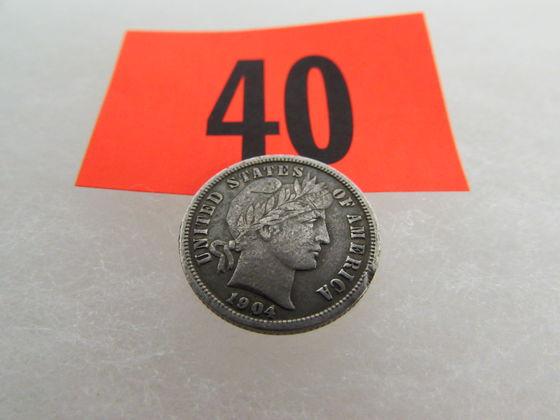 40
UNITED STATES OF AMERICA
1904